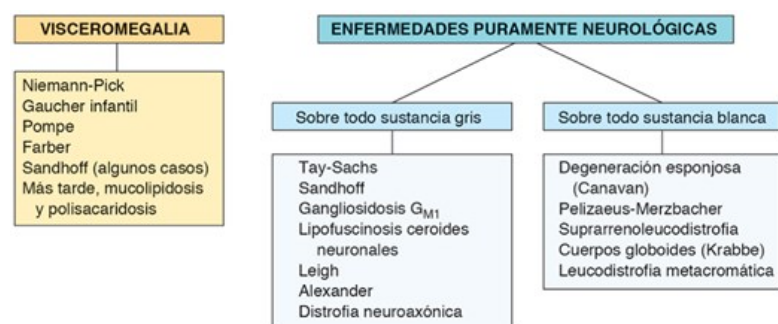 VISCEROMEGALIA
Niemann-Pick
Gaucher infantil
Pompe
Farber
Sandhoff (algunos casos)
Más tarde, mucolipidosis
y polisacaridosis
ENFERMEDADES PURAMENTE NEUROLÓGICAS
Sobre todo sustancia gris
Tay-Sachs
Sandhoff
Gangliosidosis GM1
Lipofuscinosis ceroides
neuronales
Leigh
Alexander
Distrofia neuroaxónica
Sobre todo sustancia blanca
Degeneración esponjosa
(Canavan)
Pelizaeus-Merzbacher
Suprarrenoleucodistrofia
Cuerpos globoides (Krabbe)
Leucodistrofia metacromática